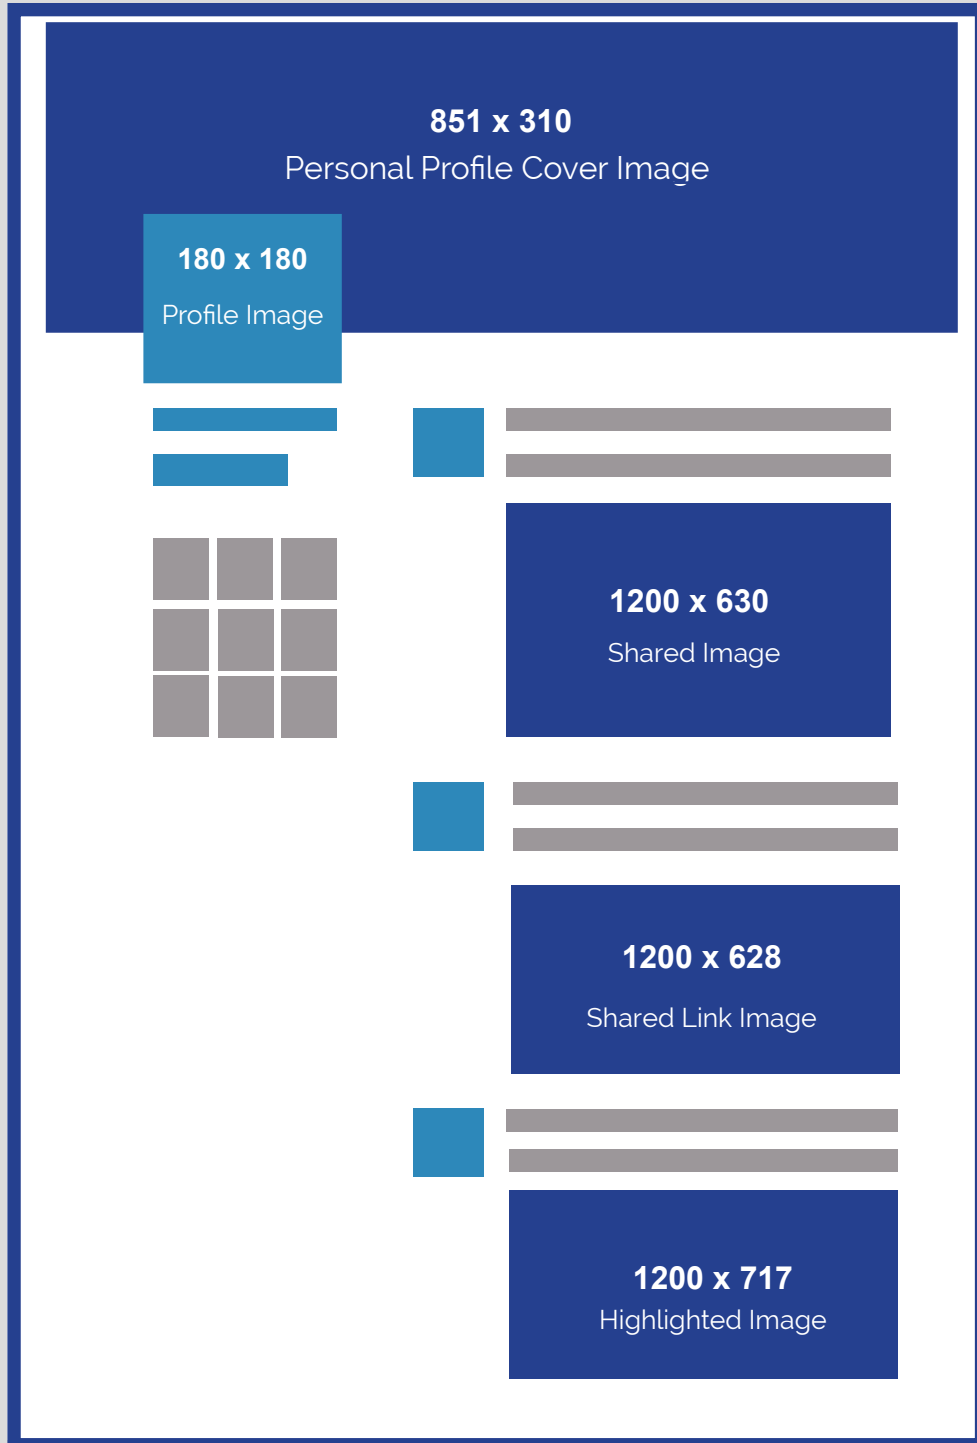 851 x 310
Personal Profile Cover Image
180 x 180
Profile Image
1200 x 630
Shared Image
1200 x 628
Shared Link Image
1200 x 717
Highlighted Image